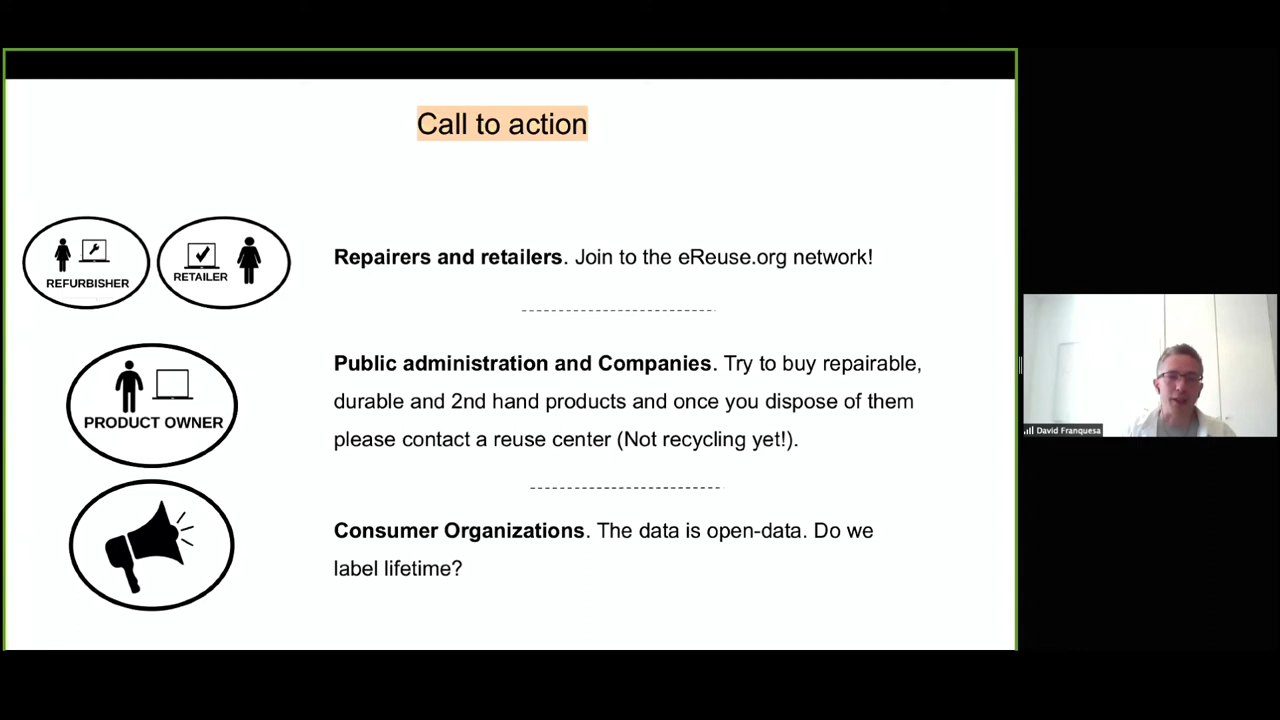 Call to action
REFURBISHER
RETAILER
Repairers and retailers. Join to the eReuse.org network!
PRODUCT OWNER
Public administration and Companies. Try to buy repairable,
durable and 2nd hand products and once you dispose of them
please contact a reuse center (Not recycling yet!).
Consumer Organizations. The data is open-data. Do we
label lifetime?
David Franquesa